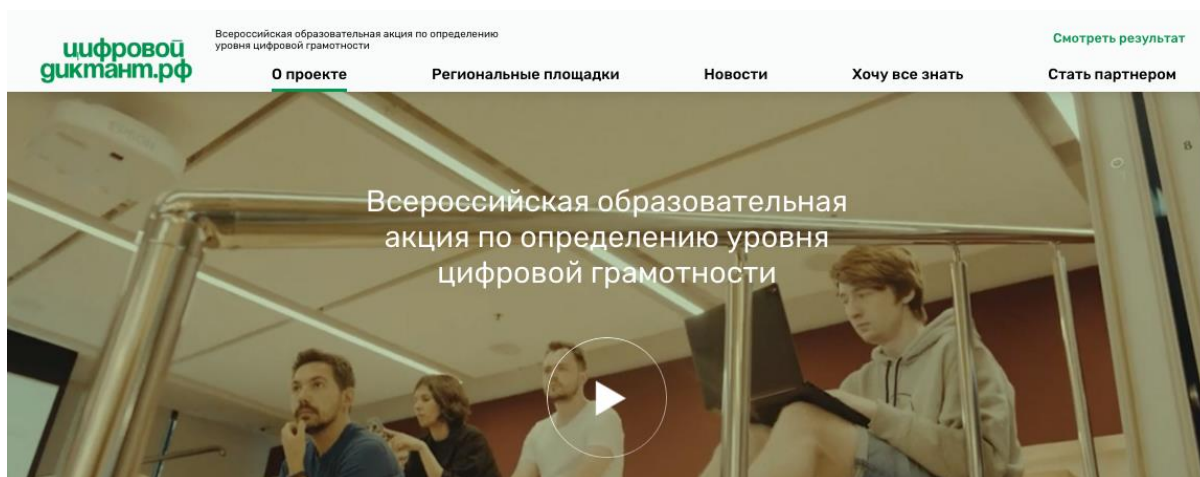 цифровой
диктант.рф
Всероссийская образовательная акция по определению
уровня цифровой грамотности
Смотреть результат
О проекте
Региональные площадки
Новости
Хочу все знать
Стать партнером
Всероссийская образовательная
акция по определению уровня
цифровой грамотности